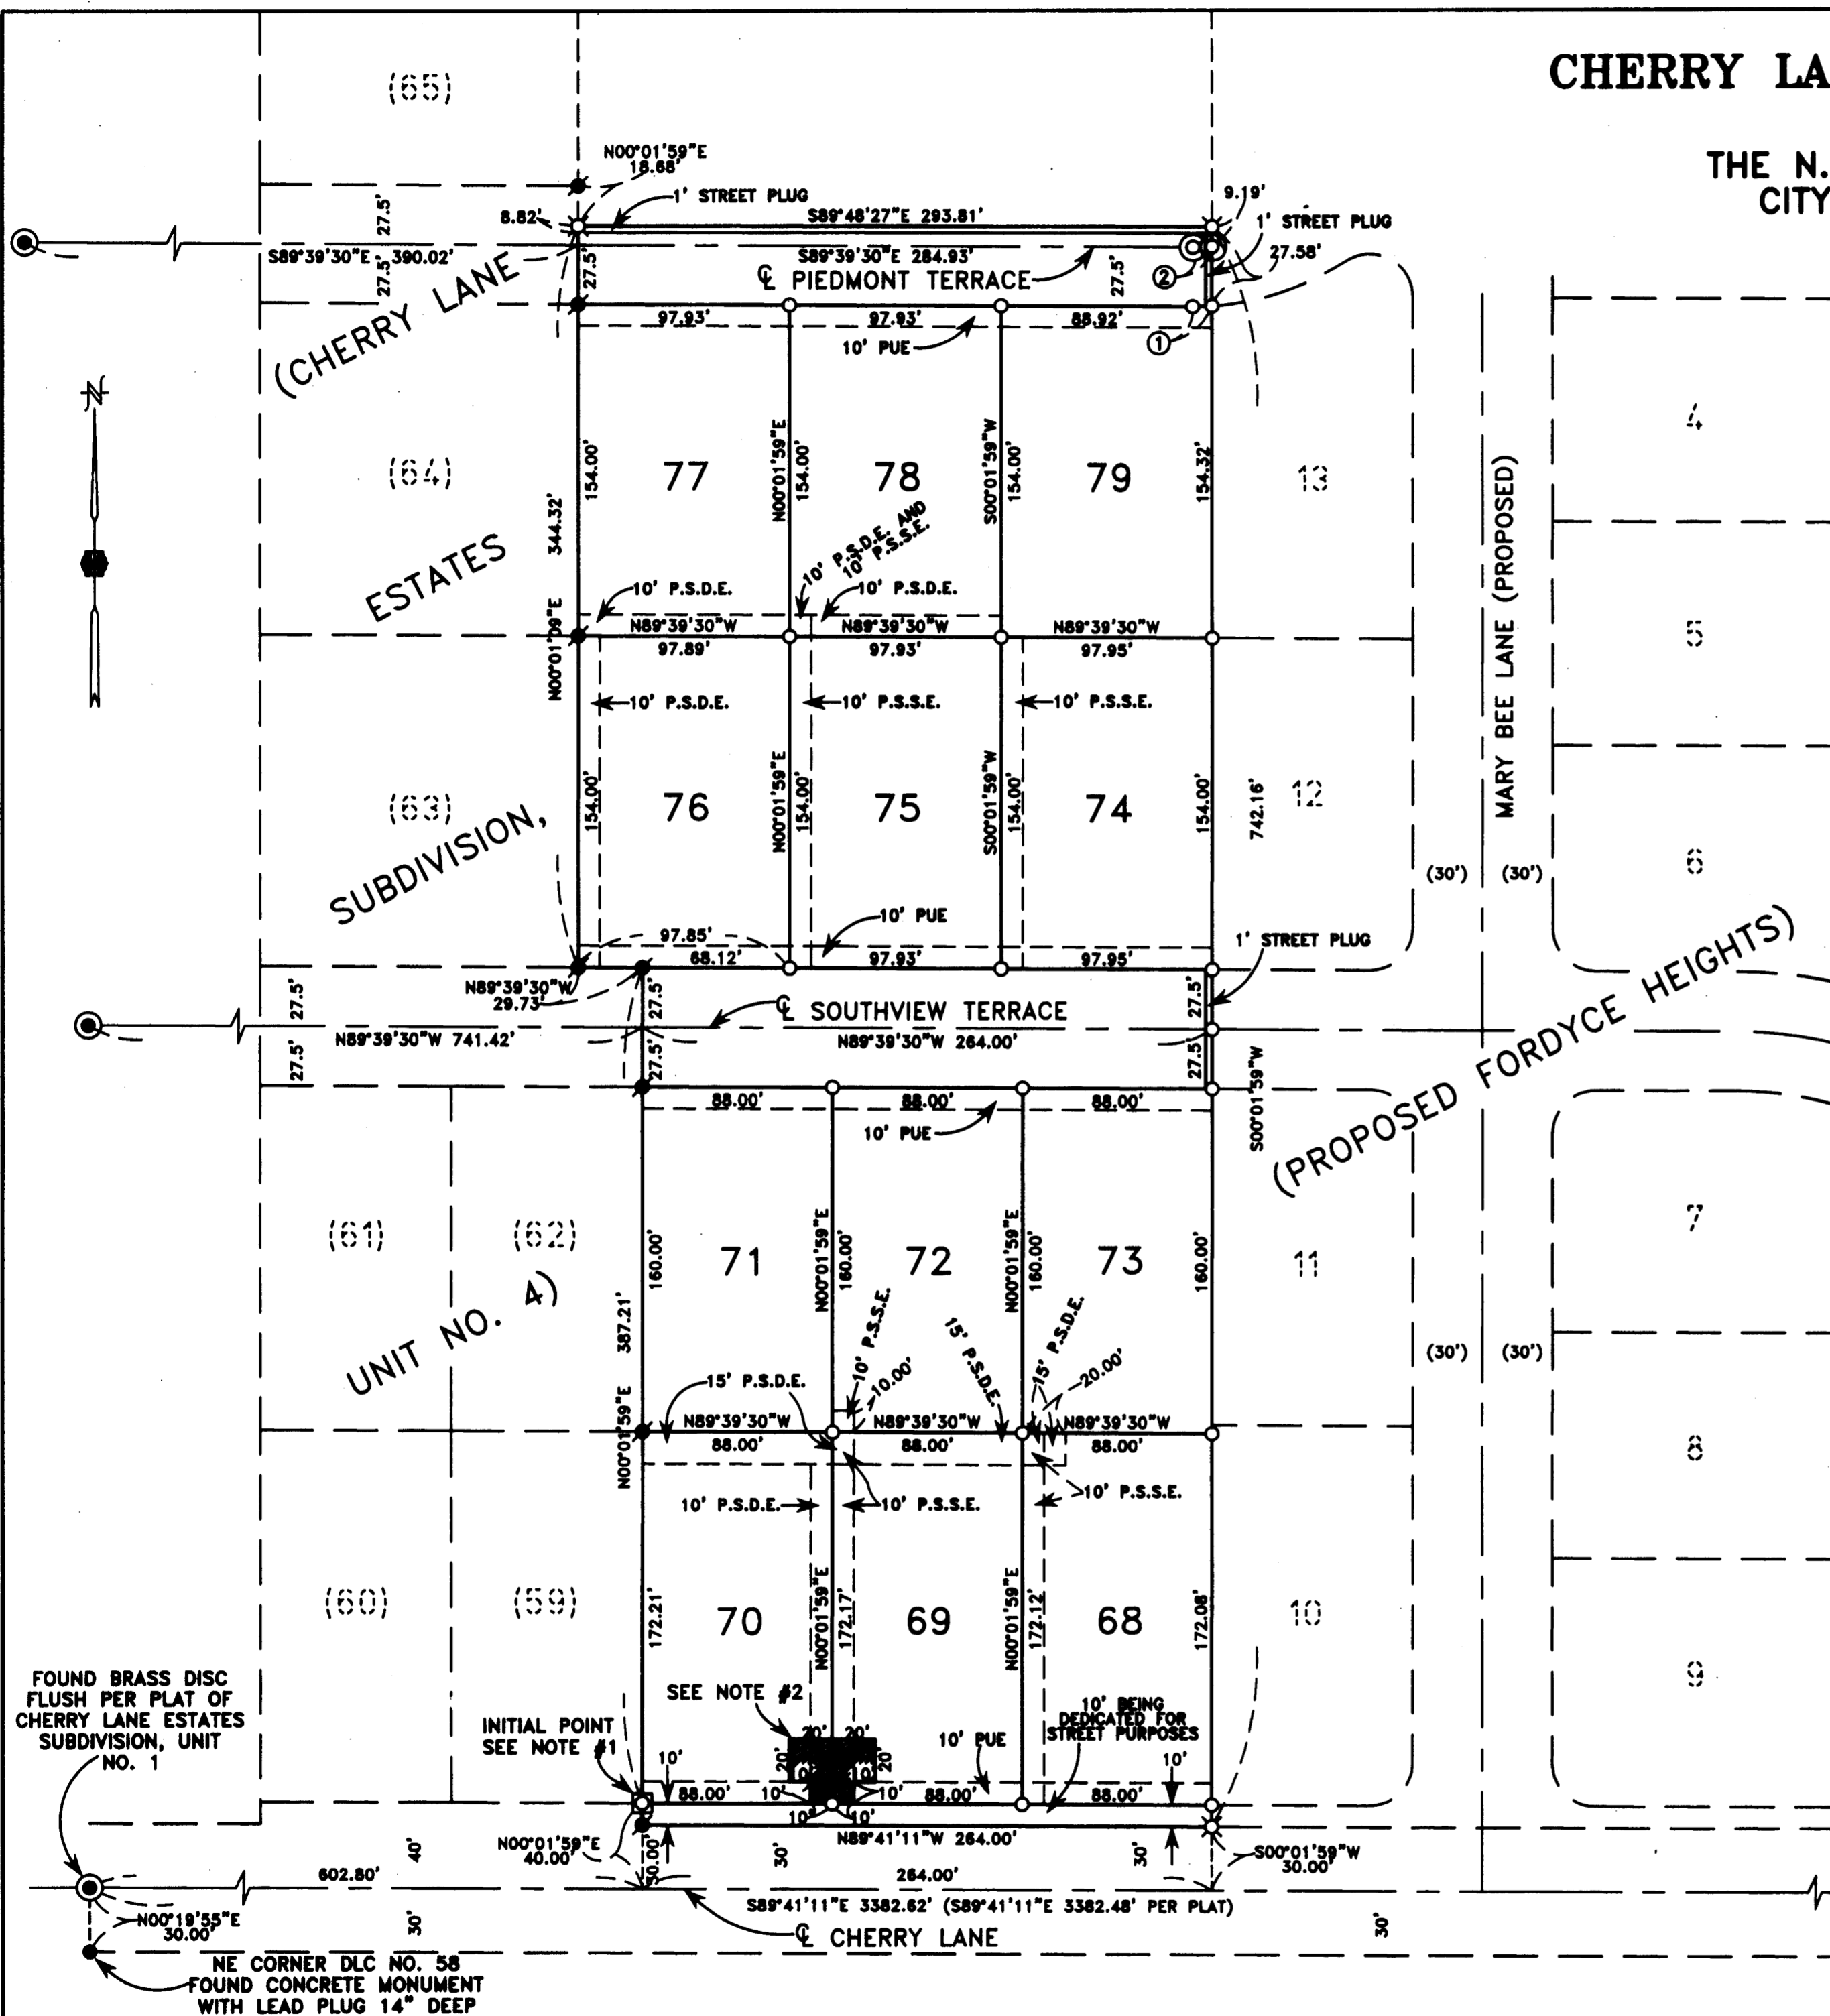 CHERRY LA
THE N.
CITY
(65)
N00°01'59"E
18.68'
1' STREET PLUG
9.19'
8.82'
S89°48'27"E 293.81'
1' STREET PLUG
27.5'
27.58'
S89°39'30"E 390.02'
S89°39'30"E 284.93'
27.5'
27.5'
27.5'
℄ PIEDMONT TERRACE
2
97.93'
97.93'
88.92'
10' PUE
1
(CHERRY LANE
N
4
(64)
154.00'
77
N00°01'59"E
154.00'
78
S00°01'59"W
154.00'
79
154.32'
13
344.32'
MARY BEE LANE (PROPOSED)
10' P.S.D.E. AND
10' P.S.S.E.
ESTATES
10' P.S.D.E.
10' P.S.D.E.
N00°01'09"E
N89°39'30"W
N89°39'30"W
N89°39'30"W
97.89'
97.93'
97.95'
5
10' P.S.D.E.
10' P.S.S.E.
10' P.S.S.E.
(63)
154.00'
76
N00°01'59"E
154.00'
75
S00°01'59"W
154.00'
74
154.00'
742.16'
12
6
(30')
(30')
SUBDIVISION,
10' PUE
97.85'
68.12'
97.93'
97.95'
1' STREET PLUG
N89°39'30"W
29.73'
27.5'
27.5'
27.5'
℄ SOUTHVIEW TERRACE
N89°39'30"W 741.42'
N89°39'30"W 264.00'
27.5'
27.5'
27.5'
S00°01'59"W
(PROPOSED FORDYCE HEIGHTS)
88.00'
88.00'
88.00'
10' PUE
(61)
(62)
160.00'
71
N00°01'59"E
160.00'
72
N00°01'59"E
160.00'
73
160.00'
11
7
387.21'
UNIT NO. 4)
10' P.S.S.E.
10.00'
15' P.S.D.E.
15' P.S.D.E.
20.00'
(30')
(30')
15' P.S.D.E.
N00°01'59"E
N89°39'30"W
N89°39'30"W
N89°39'30"W
88.00'
88.00'
88.00'
8
10' P.S.D.E.
10' P.S.S.E.
10' P.S.S.E.
(60)
(59)
172.21'
70
N00°01'59"E
172.17'
69
N00°01'59"E
172.12'
68
172.08'
10
9
FOUND BRASS DISC
FLUSH PER PLAT OF
CHERRY LANE ESTATES
SUBDIVISION, UNIT
NO. 1
SEE NOTE #2
INITIAL POINT
SEE NOTE #1
10' BEING
DEDICATED FOR
STREET PURPOSES
10' PUE
20'
20'
20'
20'
10'
10'
88.00'
10'
10'
88.00'
88.00'
10'
10'
N89°41'11"W 264.00'
N00°01'59"E
40.00'
50.00'
30'
30'
S00°01'59"W
30.00'
40'
602.80'
264.00'
S89°41'11"E 3382.62' (S89°41'11"E 3382.48' PER PLAT)
N00°19'55"E
30.00'
30'
℄ CHERRY LANE
30'
NE CORNER DLC NO. 58
FOUND CONCRETE MONUMENT
WITH LEAD PLUG 14" DEEP